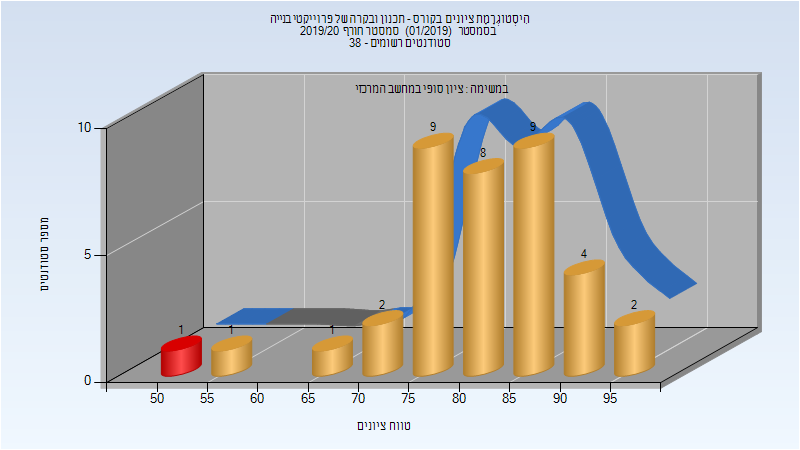 היסטוגרמת ציונים בקורס - תכנון ובקרה של פרוייקטי בנייה
בסמסטר (01/2019) סמסטר חורף 2019/20
סטודנטים רשומים - 38
במשימה : ציון סופי במחשב המרכזי
10
5
0
מספר סטודנטים
1
1
1
2
9
8
9
4
2
50 55 60 65 70 75 80 85 90 95
טווח ציונים